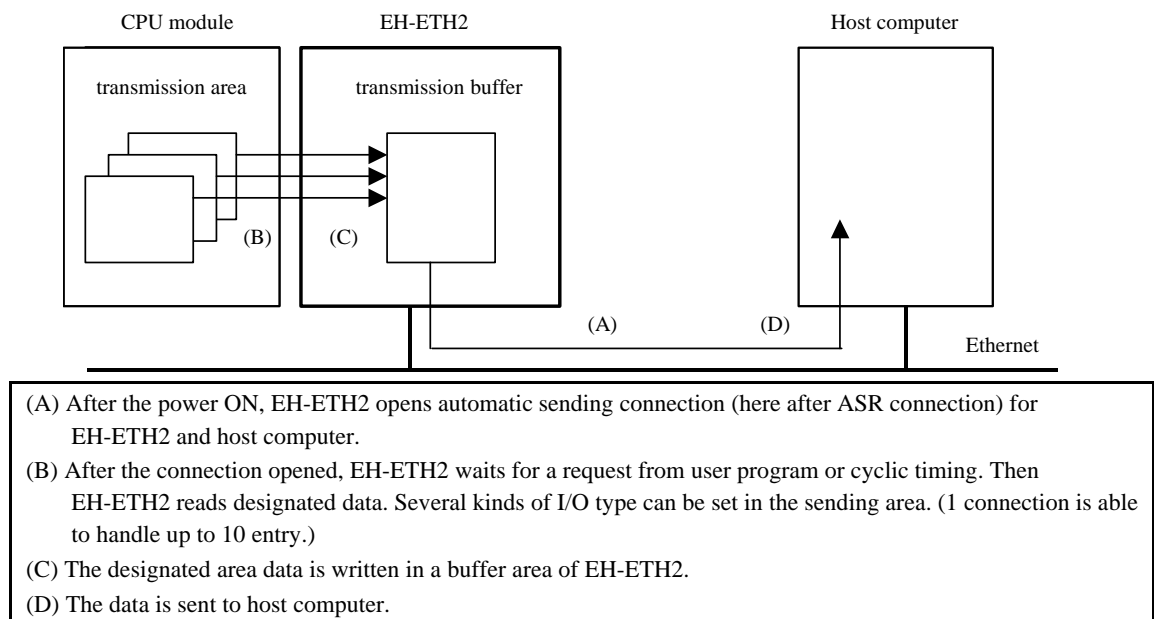 CPU module
EH-ETH2
Host computer
transmission area
transmission buffer
(B)
(C)
(A)
(D)
Ethernet
(A) After the power ON, EH-ETH2 opens automatic sending connection (here after ASR connection) for
EH-ETH2 and host computer.
(B) After the connection opened, EH-ETH2 waits for a request from user program or cyclic timing. Then
EH-ETH2 reads designated data. Several kinds of I/O type can be set in the sending area. (1 connection is able
to handle up to 10 entry.)
(C) The designated area data is written in a buffer area of EH-ETH2.
(D) The data is sent to host computer.